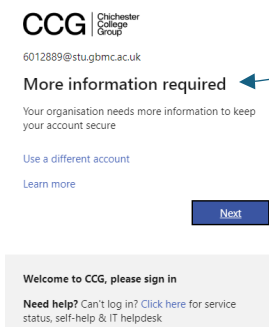 CCG Chichester
College
Group
6012889@stu.gbmc.ac.uk
More information required
Your organisation needs more information to keep
your account secure
Use a different account
Learn more
Next
Welcome to CCG, please sign in
Need help? Can't log in? Click here for service
status, self-help & IT helpdesk